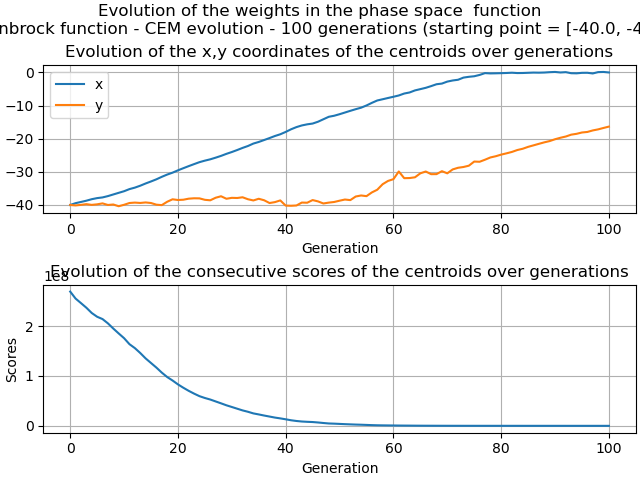 Evolution of the weights in the phase space function
nbrock function - CEM evolution - 100 generations (starting point = [-40.0, -4
Evolution of the x,y coordinates of the centroids over generations
0
−10
−20
−30
−40
x
y
0 20 40 60 80 100
Generation
1e8
Evolution of the consecutive scores of the centroids over generations
Scores
2
1
0
0 20 40 60 80 100
Generation